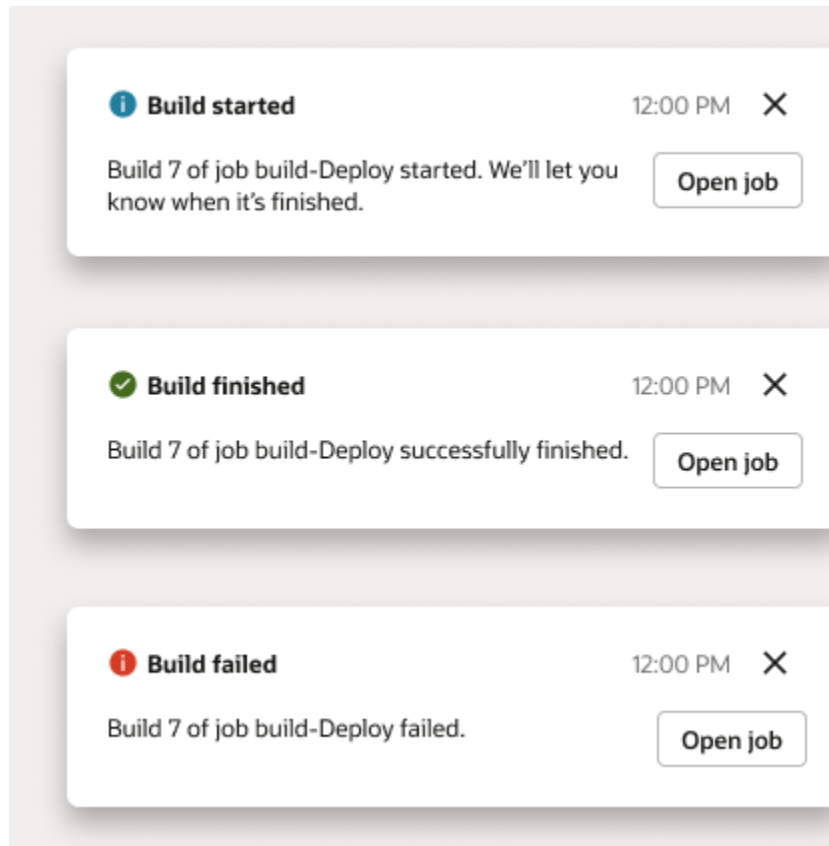 Build started 12:00 PM
Build 7 of job build-Deploy started. We’ll let you
know when it’s finished.
Open job
Build finished 12:00 PM
Build 7 of job build-Deploy successfully finished.
Open job
Build failed 12:00 PM
Build 7 of job build-Deploy failed.
Open job